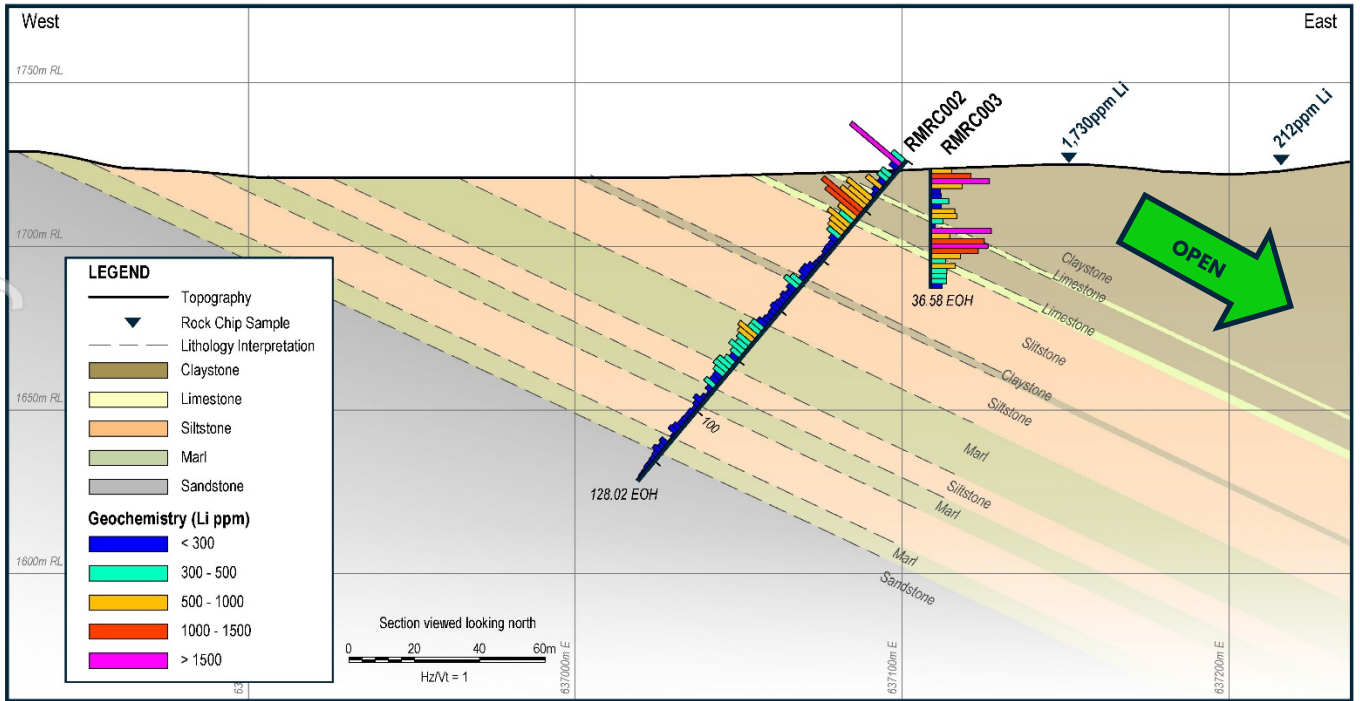 West
East
1750m RL
RMRC002
RMRC003
1,730ppm Li
212ppm Li
1700m RL
OPEN
LEGEND
Topography
Rock Chip Sample
Lithology Interpretation
Claystone
Limestone
Siltstone
Marl
Sandstone
Geochemistry (Li ppm)
< 300
300 - 500
500 - 1000
1000 - 1500
> 1500
36.58 EOH
Claystone
Limestone
Limestone
Siltstone
Claystone
Siltstone
Marl
Siltstone
Marl
Marl
Sandstone
1650m RL
100
128.02 EOH
1600m RL
Section viewed looking north
0 20 40 60m
Hz/Vt = 1
637000m E
637100m E
637200m E